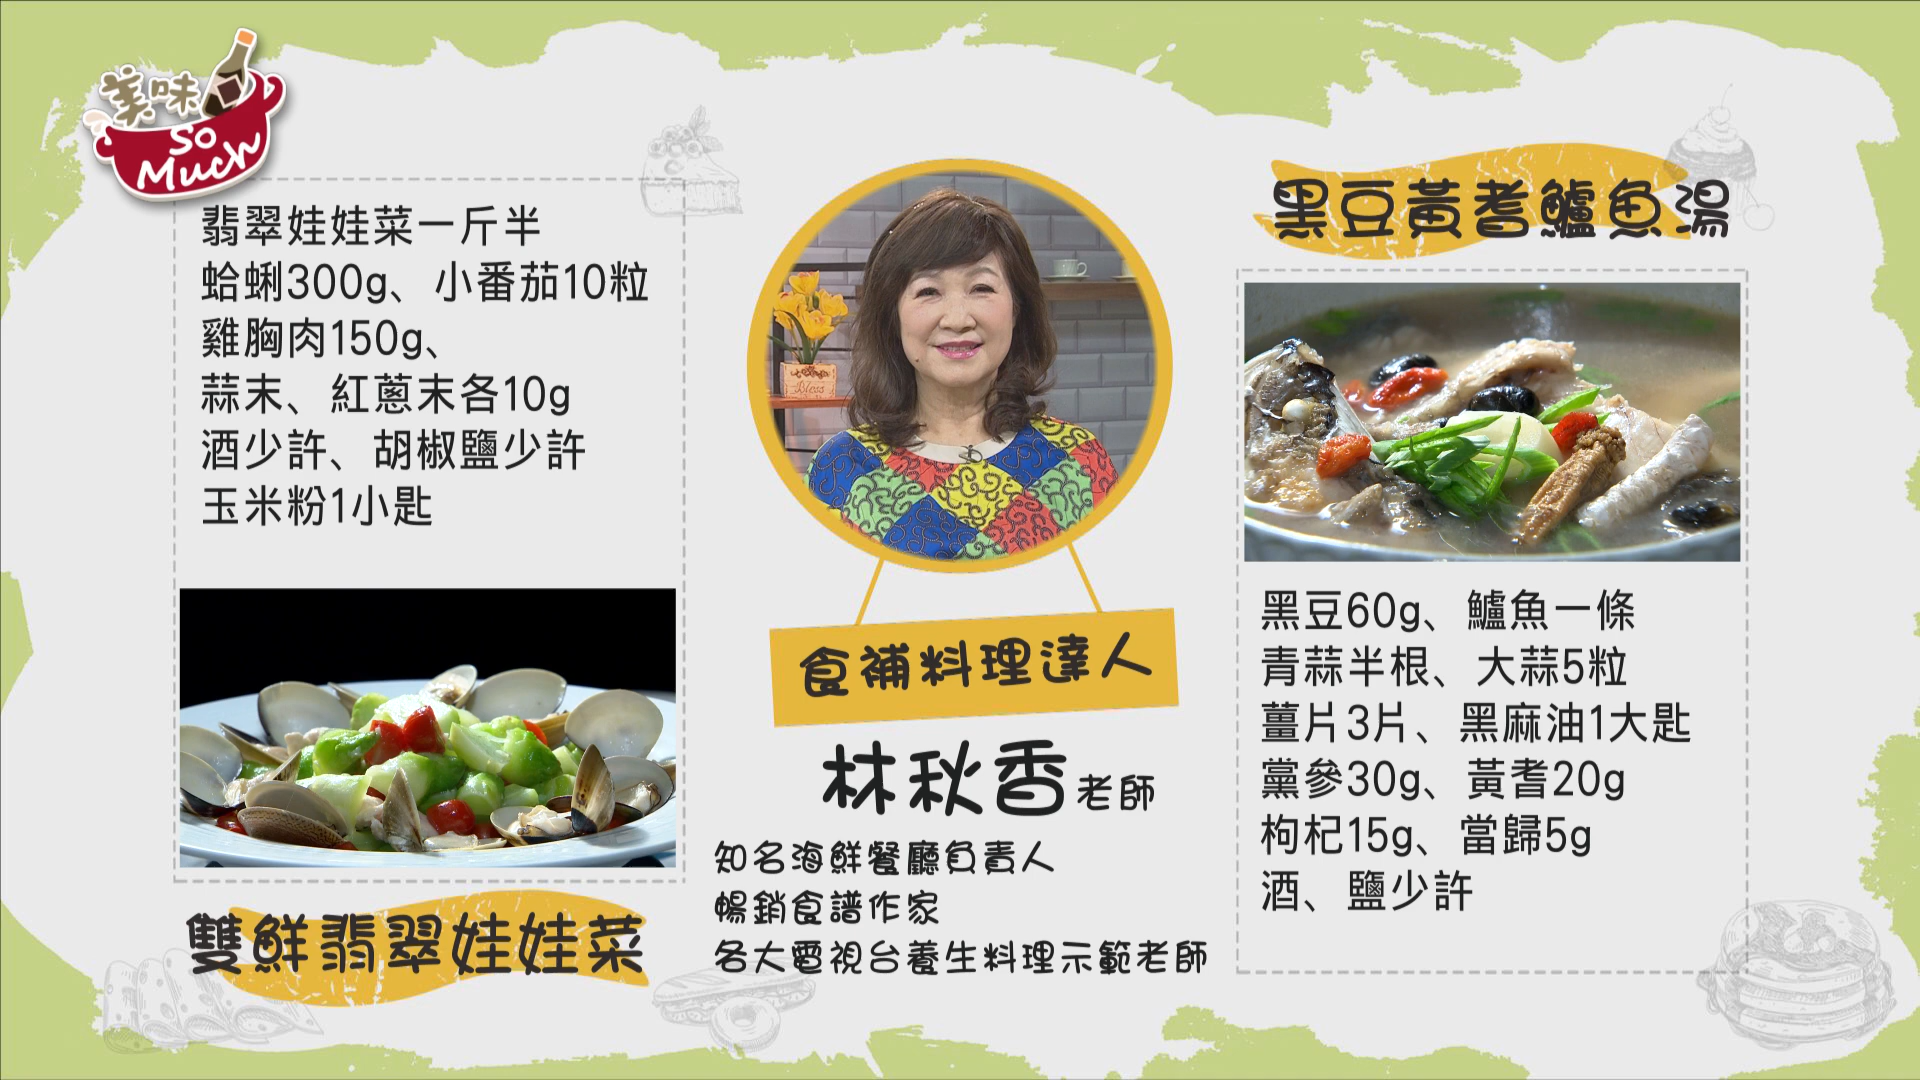 美味
SO
MUCH
翡翠娃娃菜一斤半
蛤蜊300g、小番茄10粒
雞胸肉150g、
蒜末、紅蔥末各10g
酒少許、胡椒鹽少許
玉米粉1小匙
雙鮮翡翠娃娃菜
Bless
食補料理達人
林秋香老師
知名海鮮餐廳負責人
暢銷食譜作家
各大電視台養生料理示範老師
黑豆黃耆鱸魚湯
黑豆60g、鱸魚一條
青蒜半根、大蒜5粒
薑片3片、黑麻油1大匙
黨參30g、黃耆20g
枸杞15g、當歸5g
酒、鹽少許